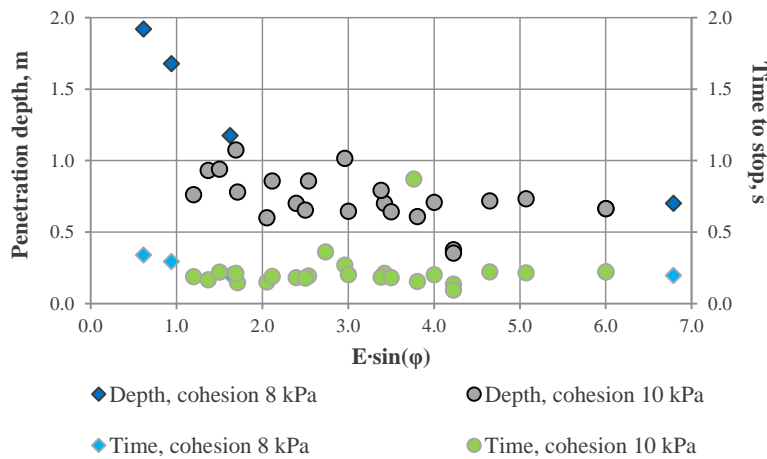 2.0 2.0
Penetration depth, m
Time to stop, s
1.5 1.5
1.0 1.0
0.5 0.5
0.0 0.0
0.0 1.0 2.0 3.0 4.0 5.0 6.0 7.0
E·sin(φ)
Depth, cohesion 8 kPa Depth, cohesion 10 kPa
Time, cohesion 8 kPa Time, cohesion 10 kPa